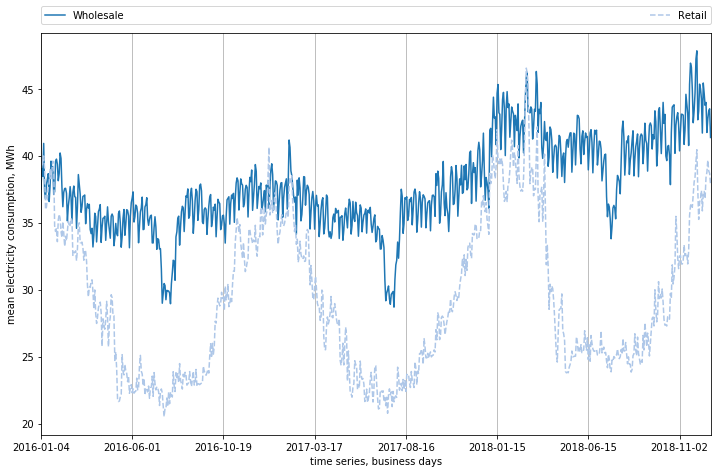 Wholesale
Retail
mean electricity consumption, MWh
45
40
35
30
25
20
2016-01-04 2016-06-01 2016-10-19 2017-03-17 2017-08-16 2018-01-15 2018-06-15 2018-11-02
time series, business days